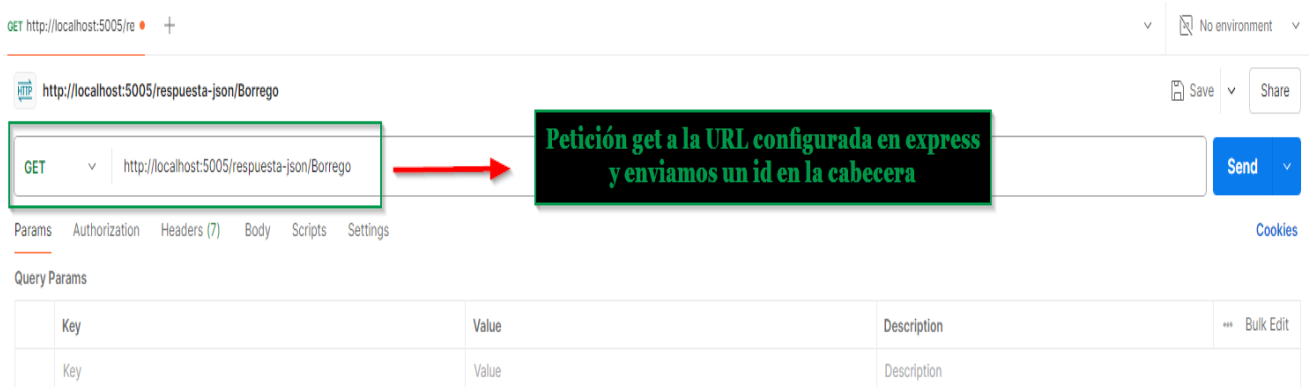 GET http://localhost:5005/re
No environment
HTTP http://localhost:5005/respuesta-json/Borrego
Save
Share
GET http://localhost:5005/respuesta-json/Borrego
Petición get a la URL configurada en express
y enviamos un id en la cabecera
Send
Params Authorization Headers (7) Body Scripts Settings
Cookies
Query Params
Key Value Description Bulk Edit
Key Value Description